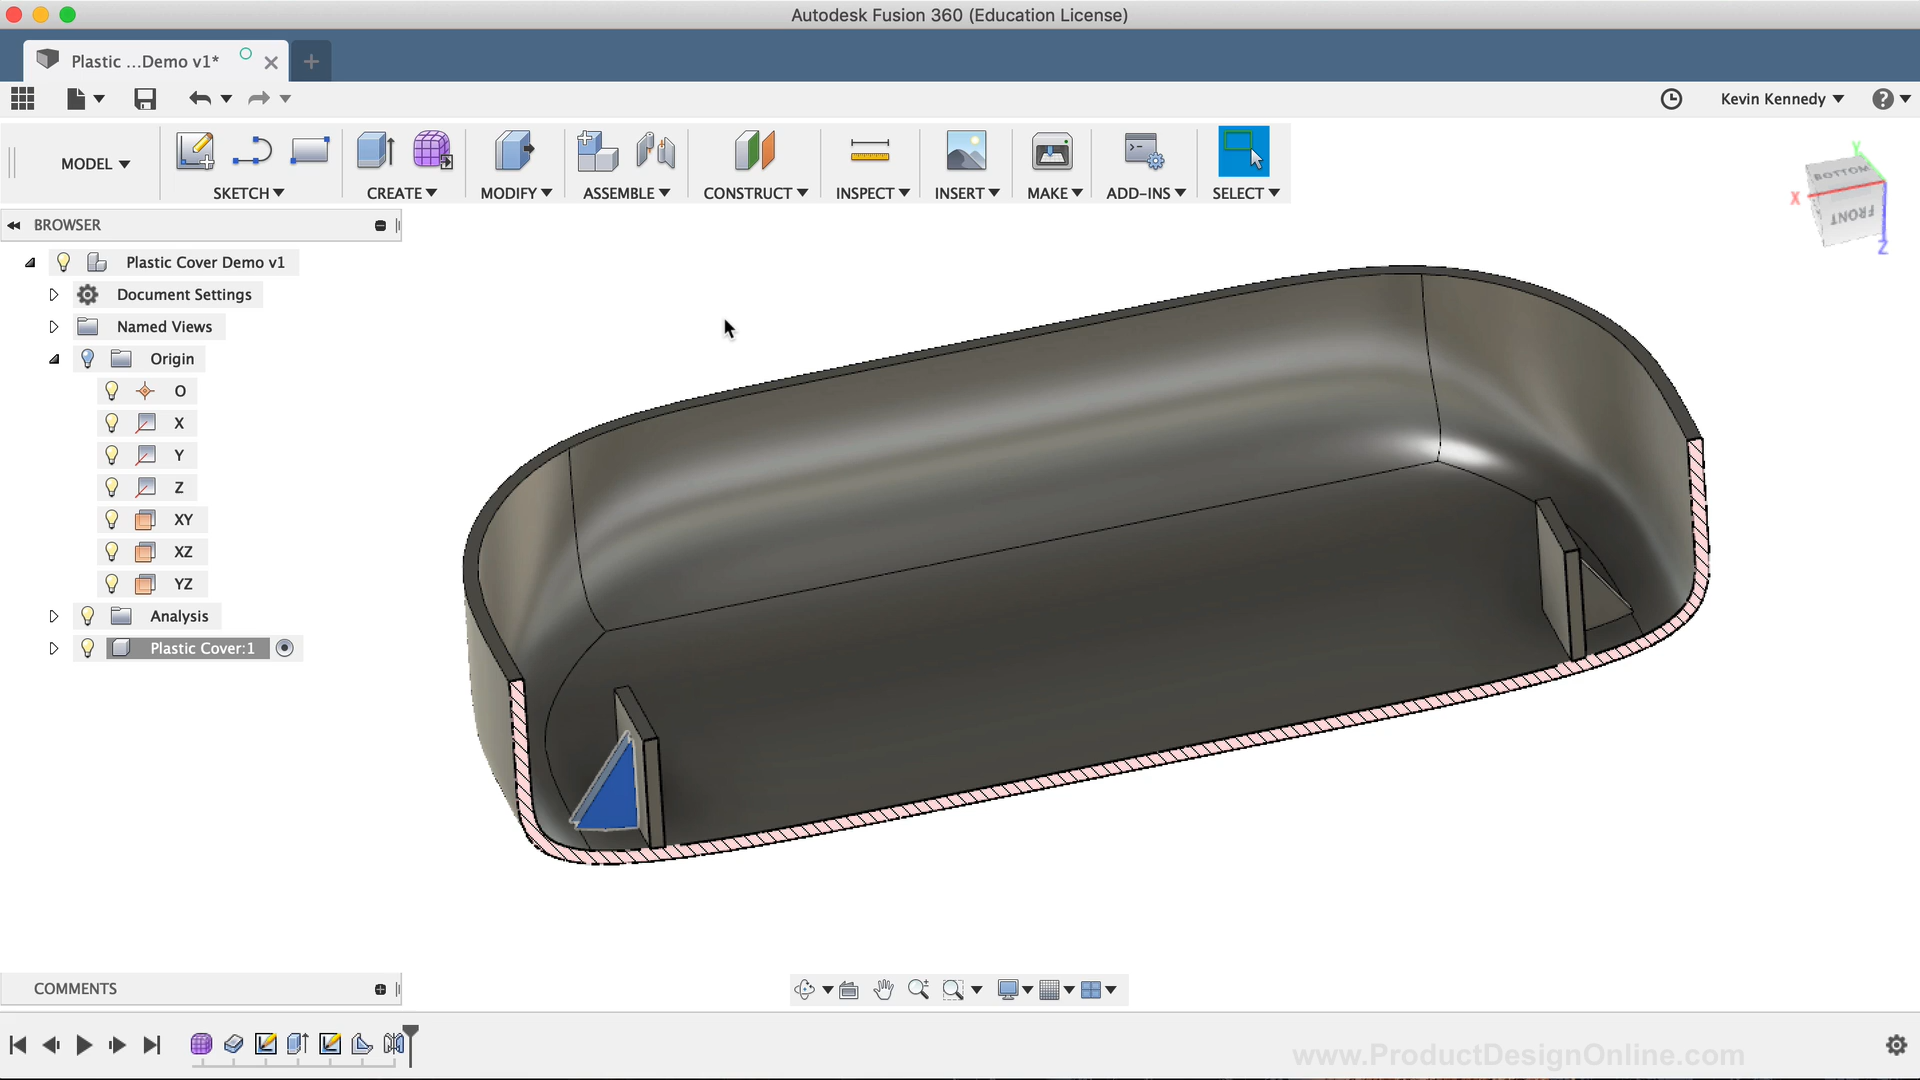 Autodesk Fusion 360 (Education License)
Plastic ...Demo v1*
Kevin Kennedy
MODEL
SKETCH
CREATE
MODIFY
ASSEMBLE
CONSTRUCT
INSPECT
INSERT
MAKE
ADD-INS
SELECT
BOTTOM
FRONT
X
Y
Z
BROWSER
Plastic Cover Demo v1
Document Settings
Named Views
Origin
O
X
Y
Z
XY
XZ
YZ
Analysis
Plastic Cover:1
COMMENTS
www.ProductDesignOnline.com